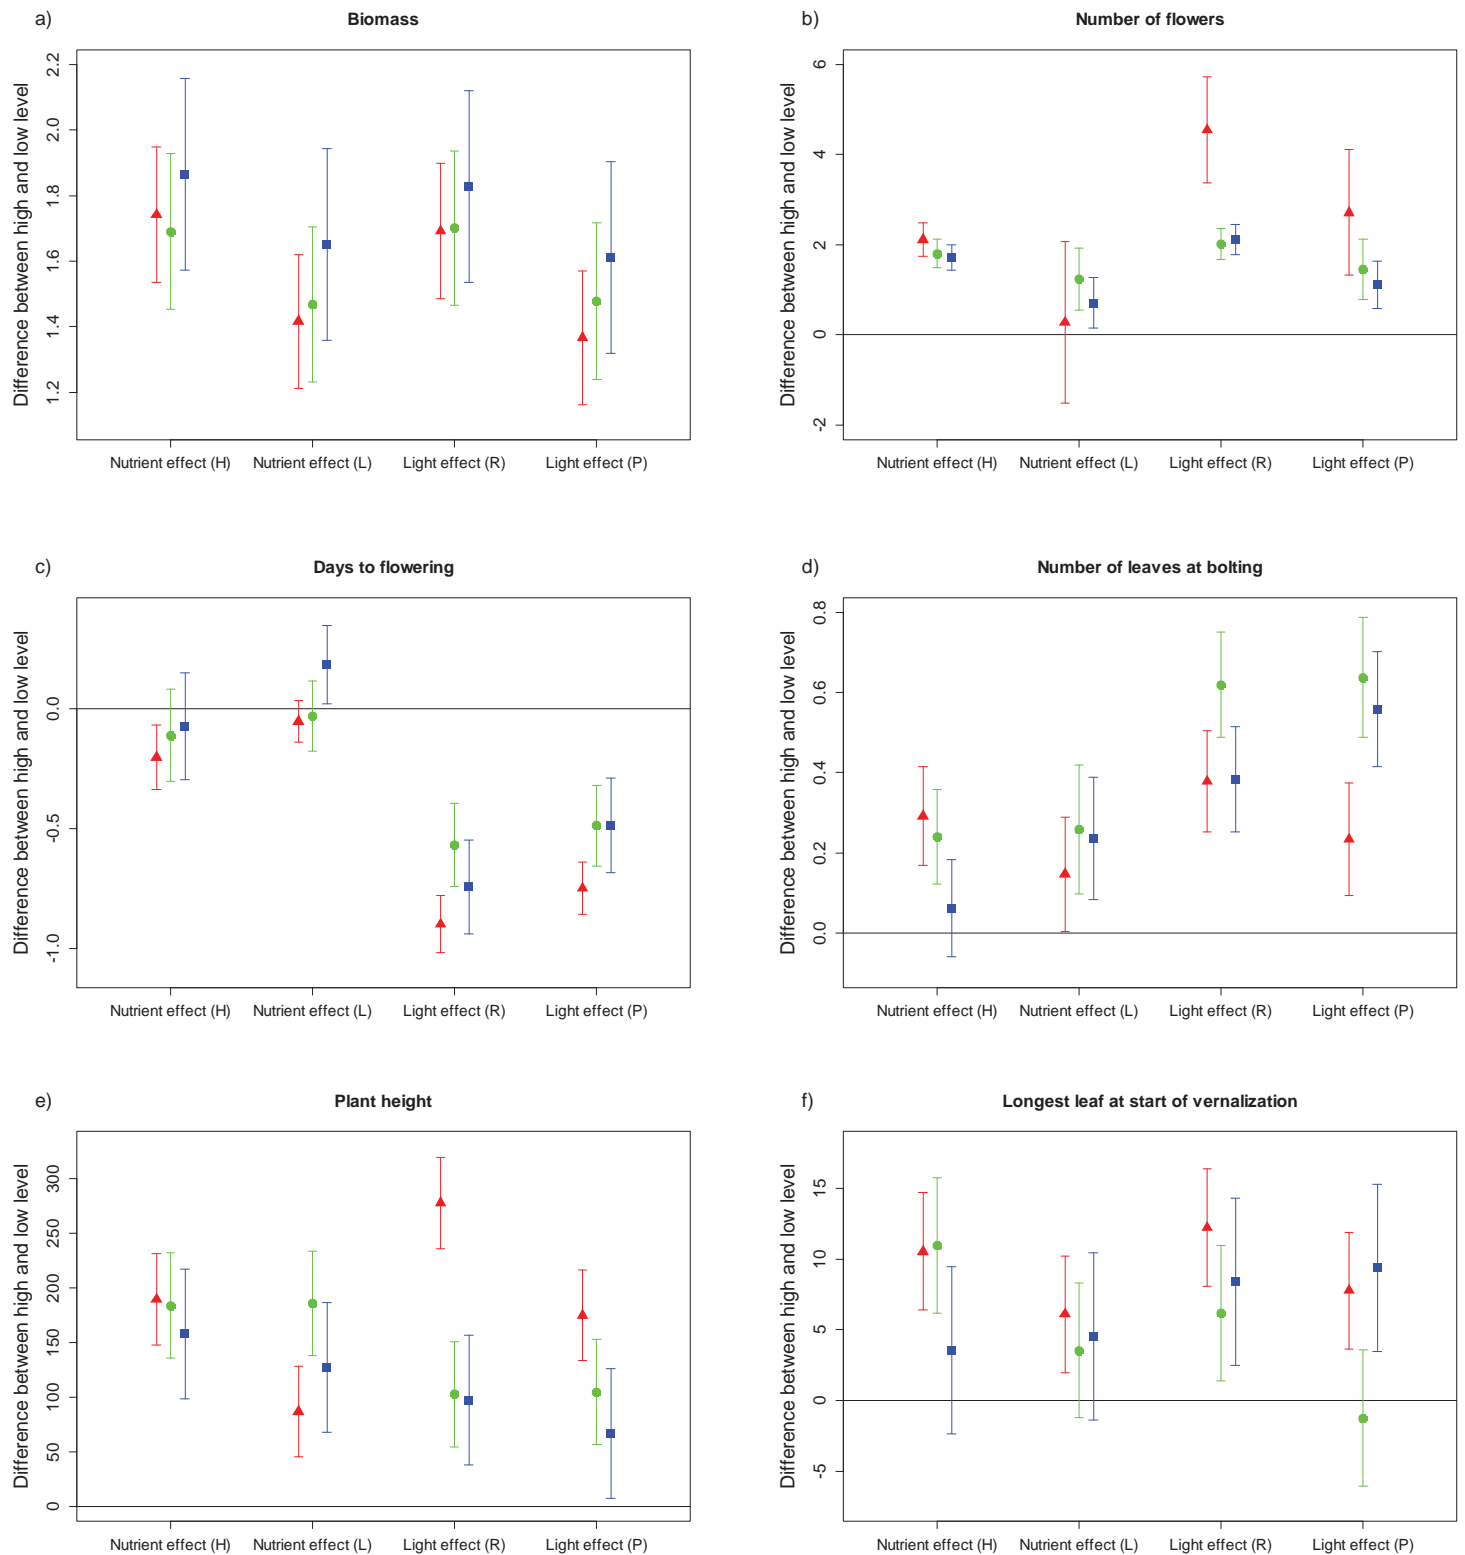 a)
Biomass
Difference between high and low level
2.2
2.0
1.8
1.6
1.4
1.2
Nutrient effect (H)
Nutrient effect (L)
Light effect (R)
Light effect (P)
b)
Number of flowers
Difference between high and low level
6
4
2
0
-2
Nutrient effect (H)
Nutrient effect (L)
Light effect (R)
Light effect (P)
c)
Days to flowering
Difference between high and low level
0.0
-0.5
-1.0
Nutrient effect (H)
Nutrient effect (L)
Light effect (R)
Light effect (P)
d)
Number of leaves at bolting
Difference between high and low level
0.8
0.6
0.4
0.2
0.0
Nutrient effect (H)
Nutrient effect (L)
Light effect (R)
Light effect (P)
e)
Plant height
Difference between high and low level
300
250
200
150
100
50
0
Nutrient effect (H)
Nutrient effect (L)
Light effect (R)
Light effect (P)
f)
Longest leaf at start of vernalization
Difference between high and low level
15
10
5
0
-5
Nutrient effect (H)
Nutrient effect (L)
Light effect (R)
Light effect (P)